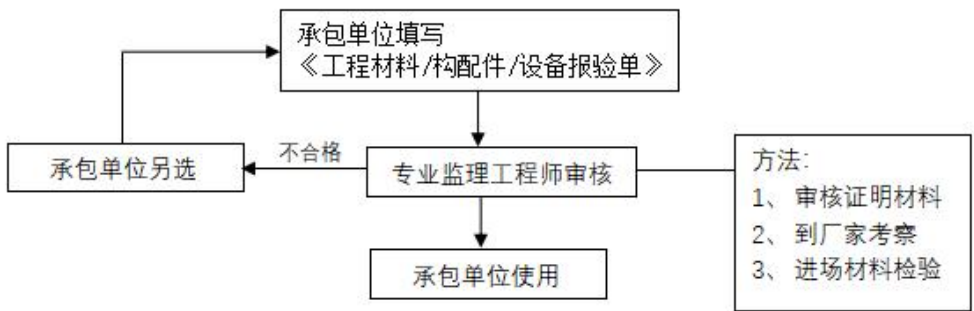 承包单位填写
《工程材料/构配件/设备报验单》
不合格
承包单位另选
专业监理工程师审核
方法：
1、 审核证明材料
2、 到厂家考察
3、 进场材料检验
承包单位使用